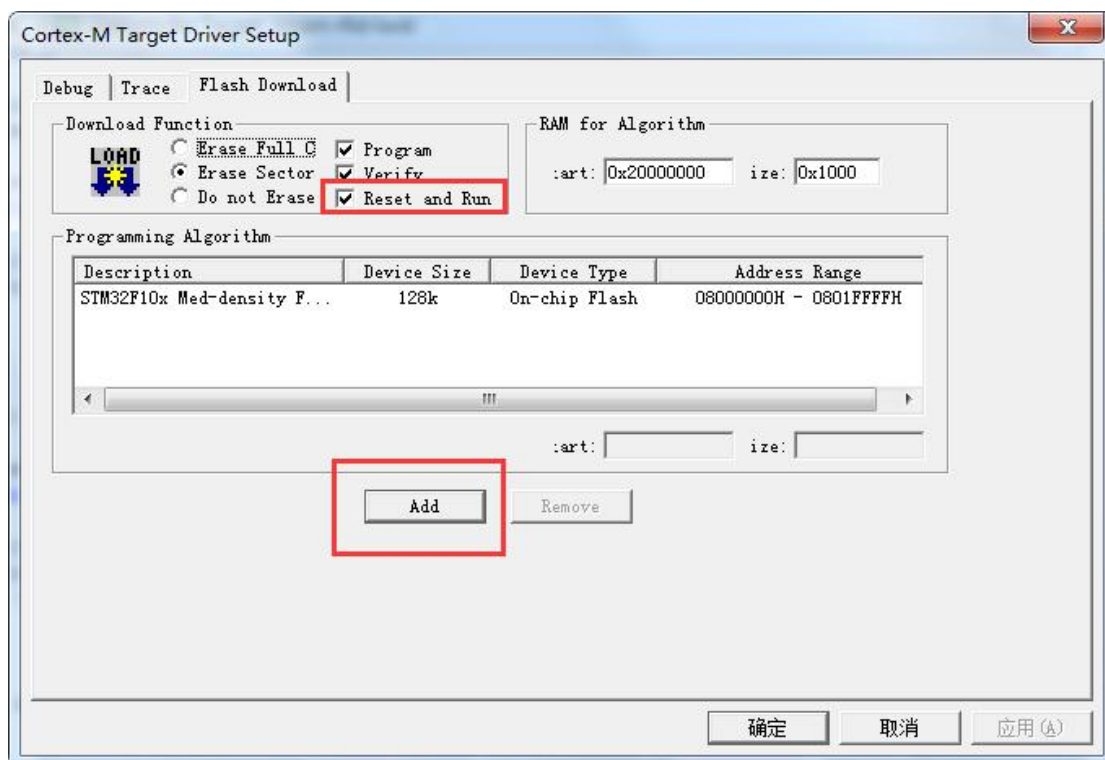 Cortex-M Target Driver Setup
Debug Trace Flash Download
Download Function
LOAD
Erase Full C
Erase Sector
Do not Erase
Program
Verify
Reset and Run
RAM for Algorithm
:art: 0x20000000 ize: 0x1000
Programming Algorithm
Description Device Size Device Type Address Range
STM32F10x Med-density F... 128k On-chip Flash 08000000H - 0801FFFFH
:art: ize:
Add Remove
确定 取消 应用(A)